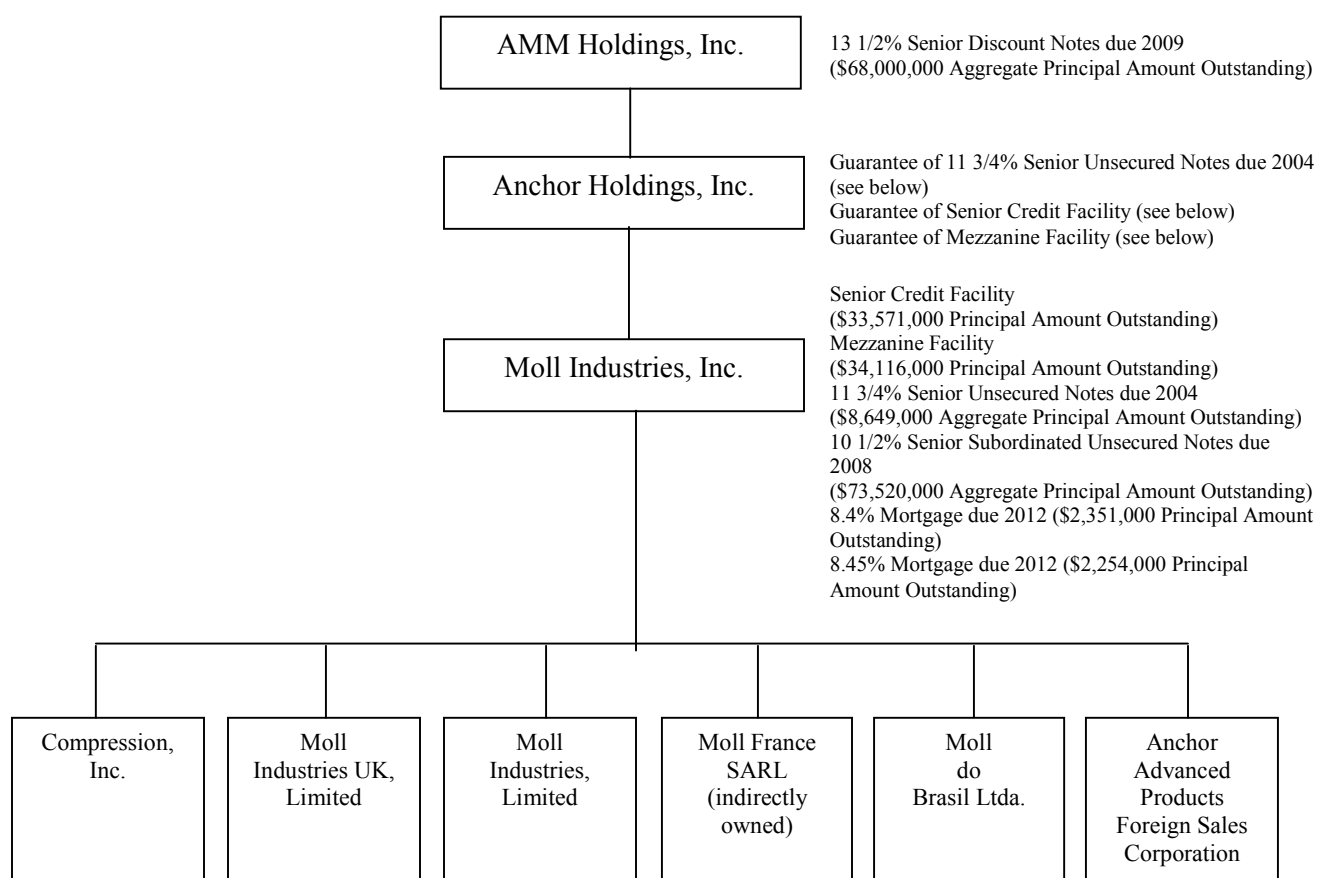 AMM Holdings, Inc.
13 1/2% Senior Discount Notes due 2009
($68,000,000 Aggregate Principal Amount Outstanding)
Anchor Holdings, Inc.
Guarantee of 11 3/4% Senior Unsecured Notes due 2004
(see below)
Guarantee of Senior Credit Facility (see below)
Guarantee of Mezzanine Facility (see below)
Moll Industries, Inc.
Senior Credit Facility
($33,571,000 Principal Amount Outstanding)
Mezzanine Facility
($34,116,000 Principal Amount Outstanding)
11 3/4% Senior Unsecured Notes due 2004
($8,649,000 Aggregate Principal Amount Outstanding)
10 1/2% Senior Subordinated Unsecured Notes due
2008
($73,520,000 Aggregate Principal Amount Outstanding)
8.4% Mortgage due 2012 ($2,351,000 Principal Amount
Outstanding)
8.45% Mortgage due 2012 ($2,254,000 Principal
Amount Outstanding)
Compression,
Inc.
Moll
Industries UK,
Limited
Moll
Industries,
Limited
Moll France
SARL
(indirectly
owned)
Moll
do
Brasil Ltda.
Anchor
Advanced
Products
Foreign Sales
Corporation